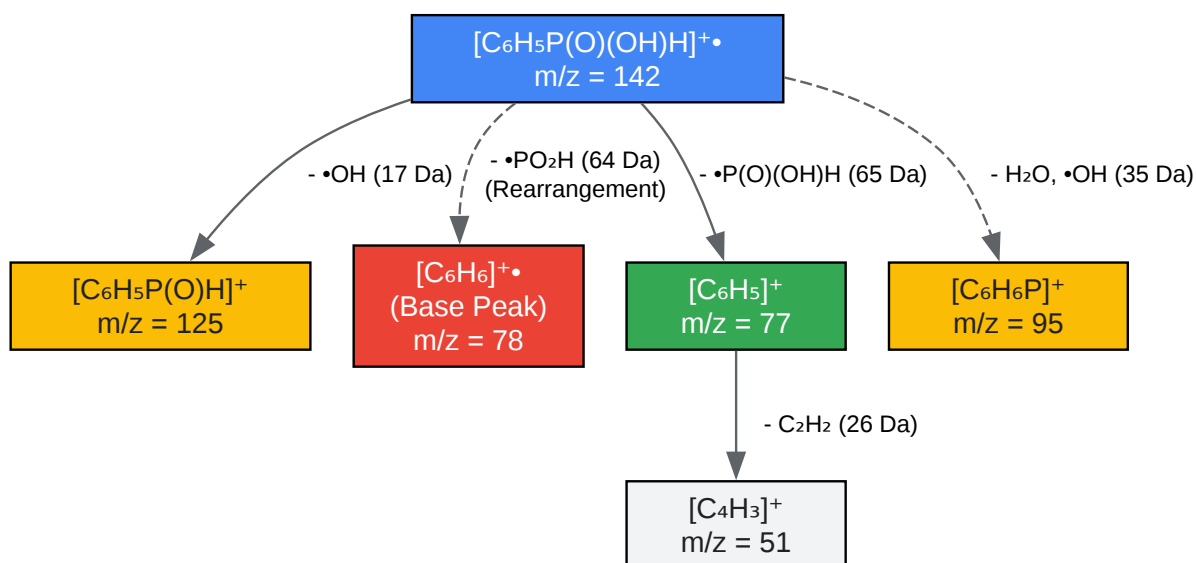 [C₆H₅P(O)(OH)H]⁺•
m/z = 142
- •OH (17 Da)
- •PO₂H (64 Da)
(Rearrangement)
- •P(O)(OH)H (65 Da)
- H₂O, •OH (35 Da)
[C₆H₅P(O)H]⁺
m/z = 125
[C₆H₆]⁺•
(Base Peak)
m/z = 78
[C₆H₅]⁺
m/z = 77
[C₆H₆P]⁺
m/z = 95
- C₂H₂ (26 Da)
[C₄H₃]⁺
m/z = 51